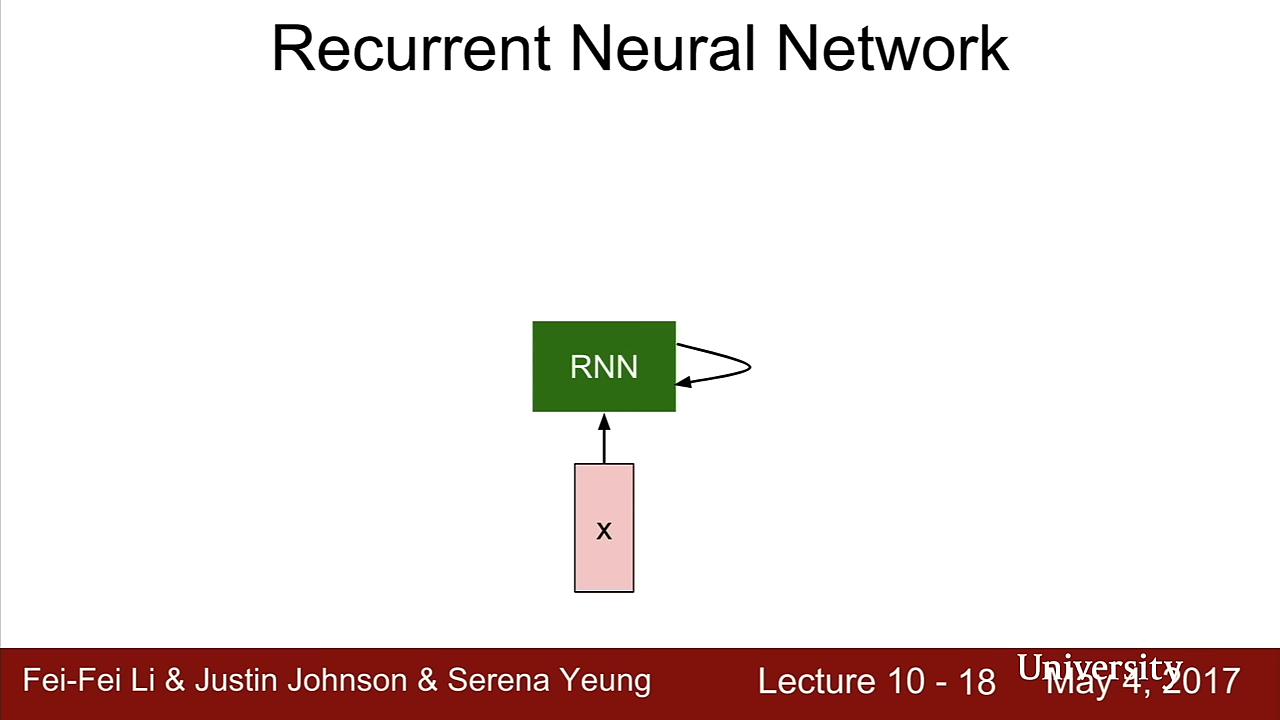 Recurrent Neural Network
RNN
x
Fei-Fei Li & Justin Johnson & Serena Yeung
Lecture 10 - 18
University
May 4, 2017